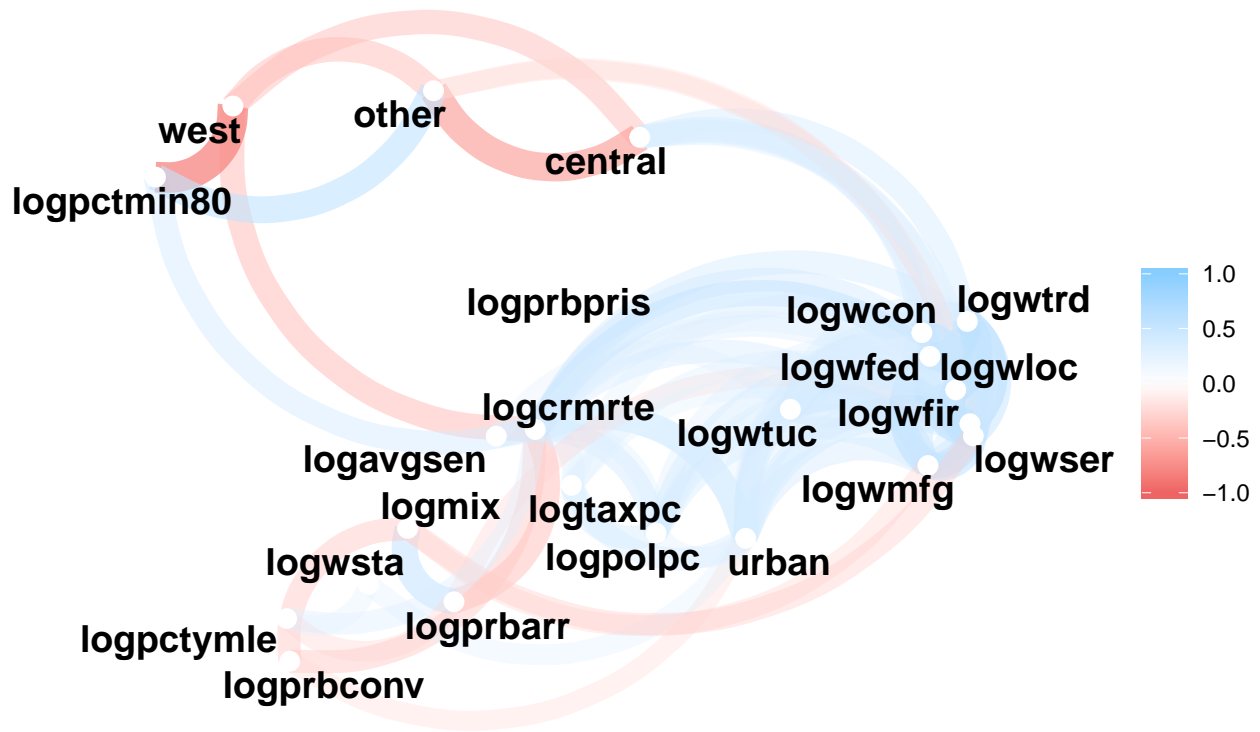 west
other
central
logpctmin80
logprbpris
logwcon
logwtrd
logwfed
logwloc
logcrmrte
logwfir
logwtuc
logavgsen
logwser
logmix
logtaxpc
logwmfg
logwsta
logpolpc
urban
logprbarr
logpctymle
logprbconv
1.0
0.5
0.0
−0.5
−1.0